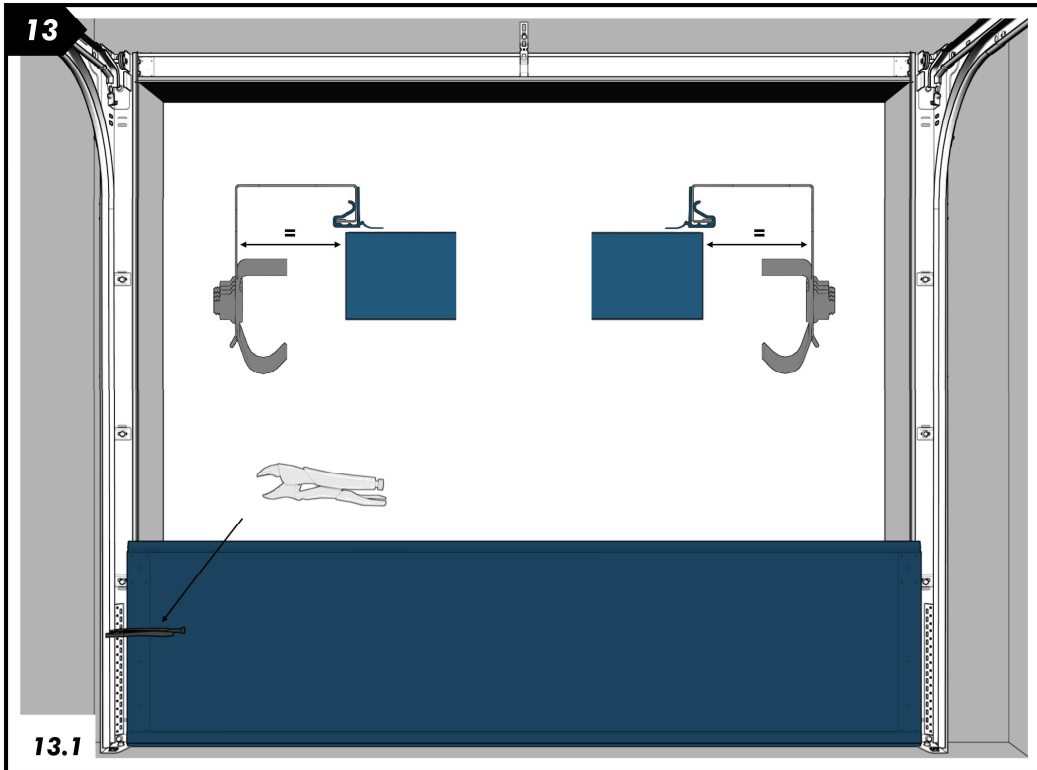 13
=
=
13.1